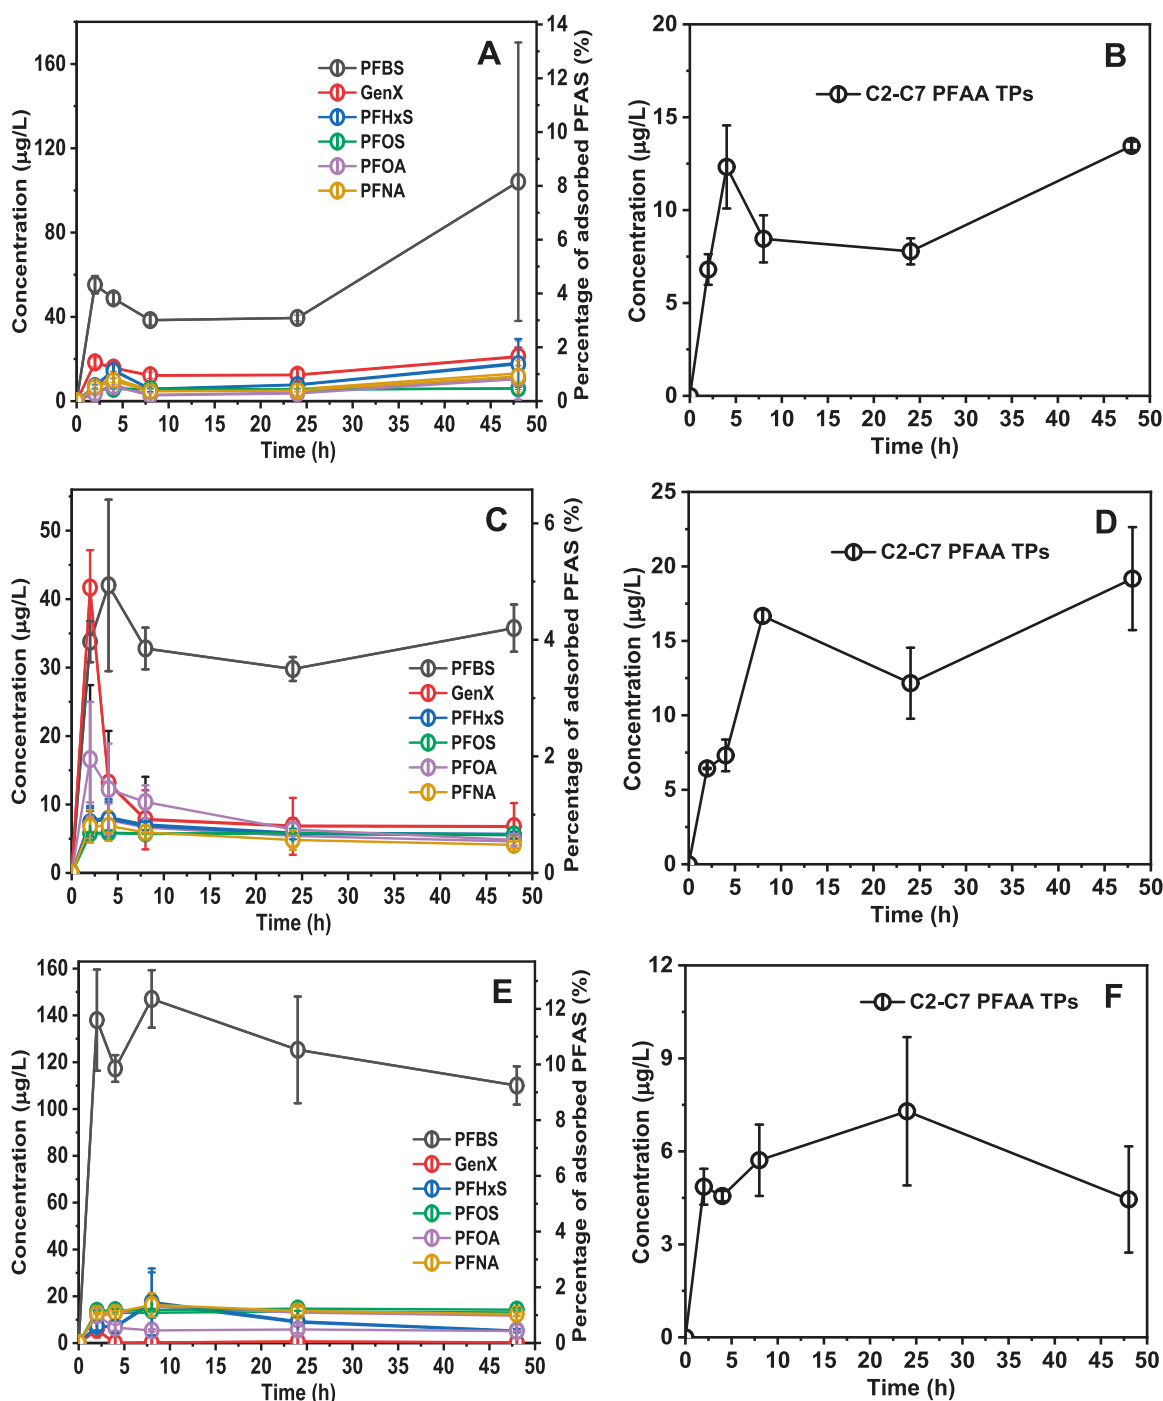 A
Concentration (μg/L)
160
120
80
40
0
PFBS
GenX
PFHxS
PFOS
PFOA
PFNA
14
12
10
8
6
4
2
0
Percentage of adsorbed PFAS (%)
0 5 10 15 20 25 30 35 40 45 50
Time (h)
B
Concentration (μg/L)
20
15
10
5
0
C2-C7 PFAA TPs
0 5 10 15 20 25 30 35 40 45 50
Time (h)
C
Concentration (μg/L)
50
40
30
20
10
0
PFBS
GenX
PFHxS
PFOS
PFOA
PFNA
6
4
2
0
Percentage of adsorbed PFAS (%)
0 5 10 15 20 25 30 35 40 45 50
Time (h)
D
Concentration (μg/L)
25
20
15
10
5
0
C2-C7 PFAA TPs
0 5 10 15 20 25 30 35 40 45 50
Time (h)
E
Concentration (μg/L)
160
140
120
100
80
60
40
20
0
PFBS
GenX
PFHxS
PFOS
PFOA
PFNA
12
10
8
6
4
2
0
Percentage of adsorbed PFAS (%)
0 5 10 15 20 25 30 35 40 45 50
Time (h)
F
Concentration (μg/L)
12
9
6
3
0
C2-C7 PFAA TPs
0 5 10 15 20 25 30 35 40 45 50
Time (h)